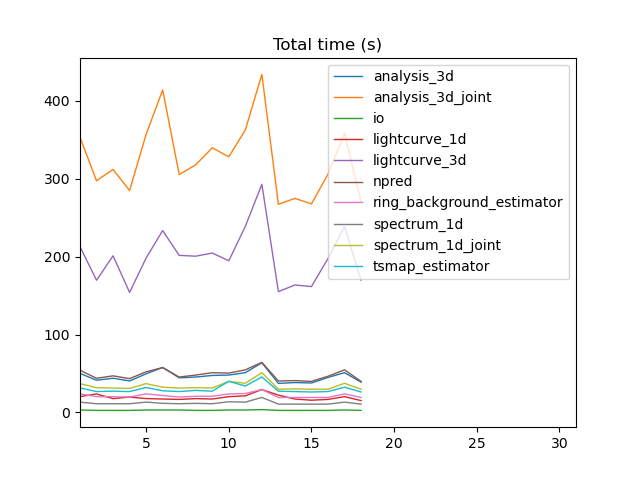 Total time (s)
400
300
200
100
0
5
10
15
20
25
30
analysis_3d
analysis_3d_joint
io
lightcurve_1d
lightcurve_3d
npred
ring_background_estimator
spectrum_1d
spectrum_1d_joint
tsmap_estimator